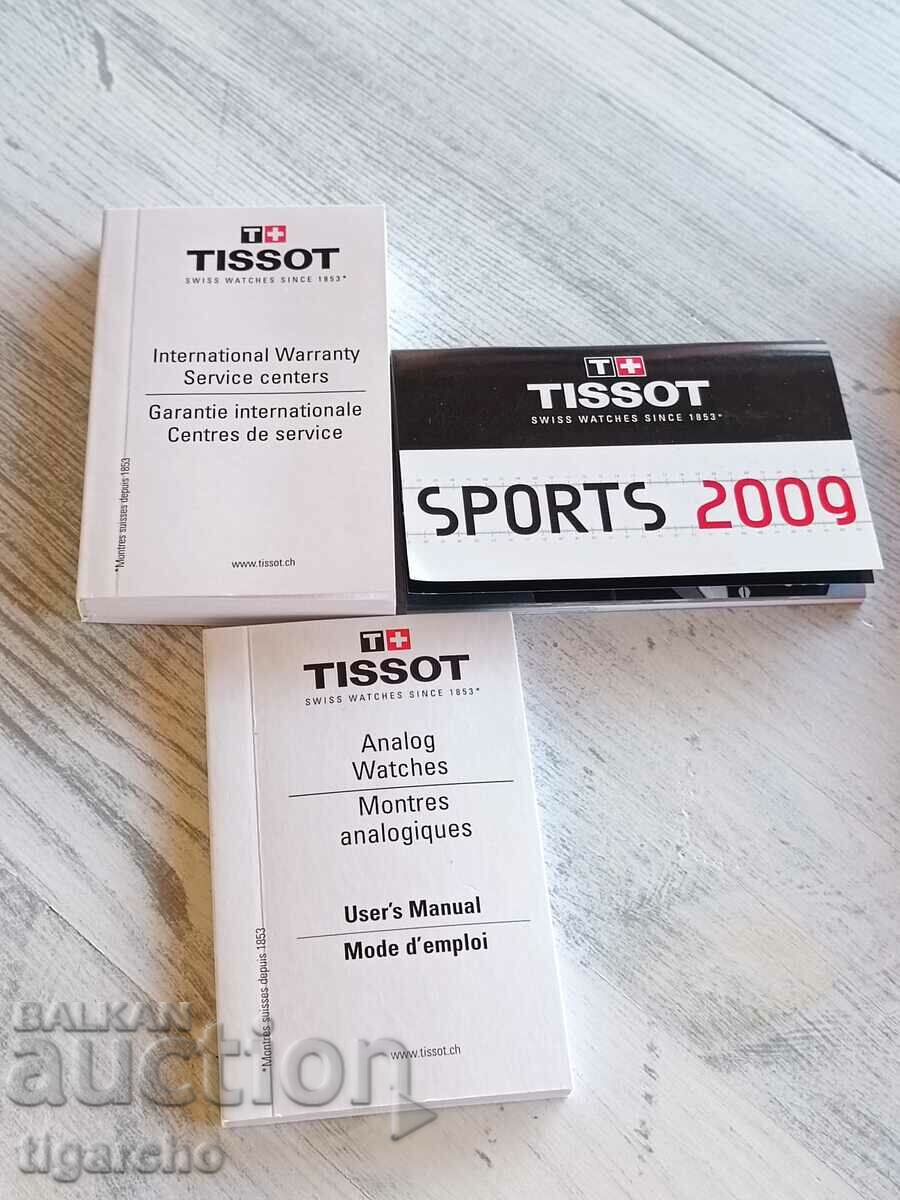 T+
TISSOT
SWISS WATCHES SINCE 1853*
International Warranty
Service centers
Garantie internationale
Centres de service
*Montres suisses depuis 1853
www.tissot.ch
T+
TISSOT
SWISS WATCHES SINCE 1853*
SPORTS 2009
T+
TISSOT
SWISS WATCHES SINCE 1853*
Analog
Watches
Montres
analogiques
User's Manual
Mode d'emploi
*Montres suisses depuis 1853
www.tissot.ch
BALKAN
auction
tigareho